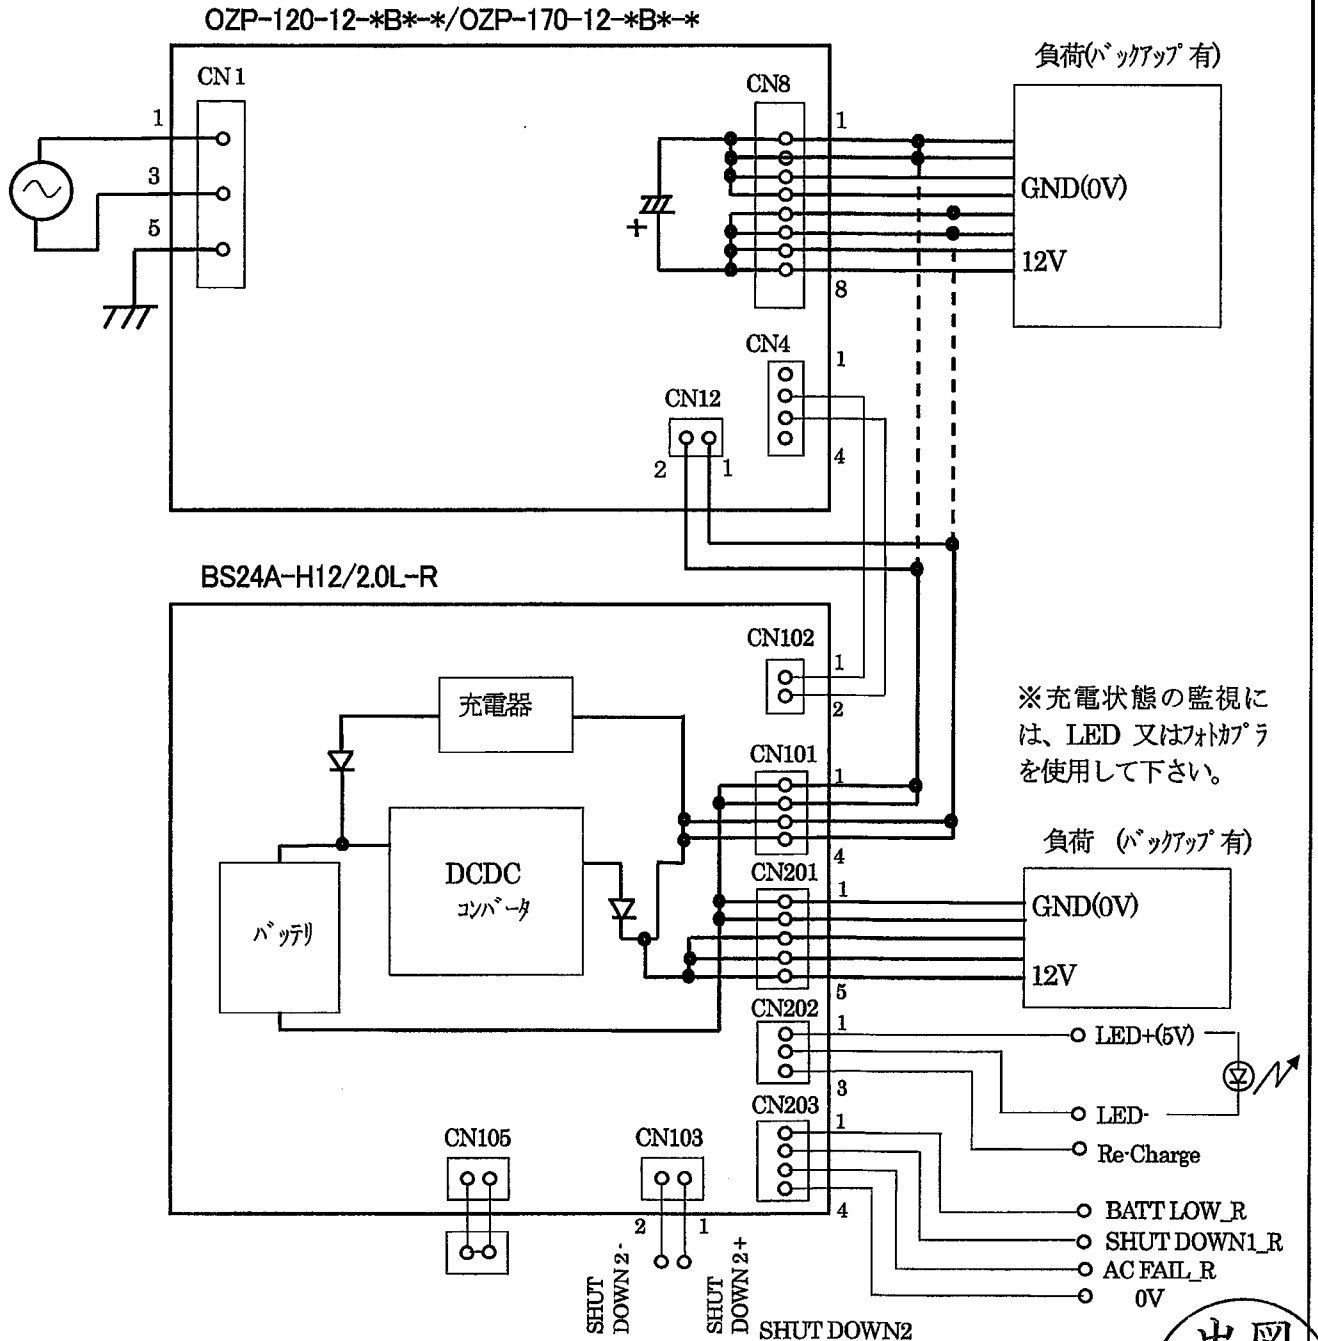 OZP-120-12-*B*-*/OZP-170-12-*B*-*
負荷(バックアップ有)
CN1
1
3
5
CN8
1
GND(0V)
+
12V
8
CN4
1
CN12
2
1
4
BS24A-H12/2.0L-R
CN102
1
2
充電器
※充電状態の監視に
は、LED 又はフォトカプラ
を使用して下さい。
CN101
1
4
負荷 (バックアップ有)
DCDC
コンバータ
バッテリ
CN201
1
GND(0V)
12V
5
CN202
1
LED+(5V)
3
LED-
Re-Charge
CN203
1
4
BATT LOW_R
SHUT DOWN1_R
AC FAIL_R
0V
CN105
CN103
2
1
SHUT
DOWN2-
SHUT
DOWN2+
SHUT DOWN2
出図